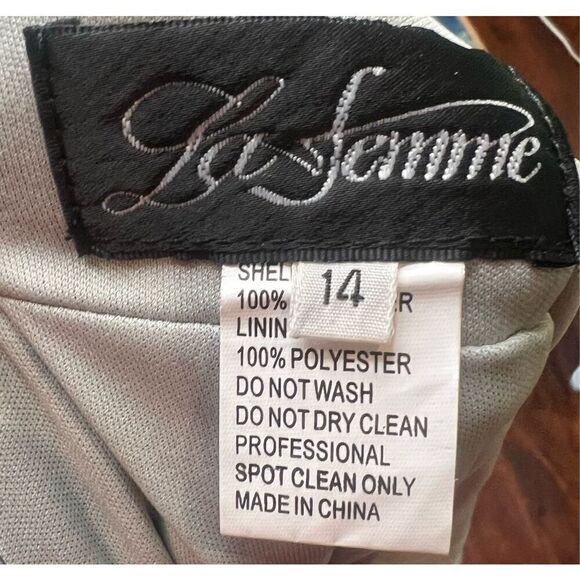 La Femme
14
SHEL
100% R
LININ
100% POLYESTER
DO NOT WASH
DO NOT DRY CLEAN
PROFESSIONAL
SPOT CLEAN ONLY
MADE IN CHINA